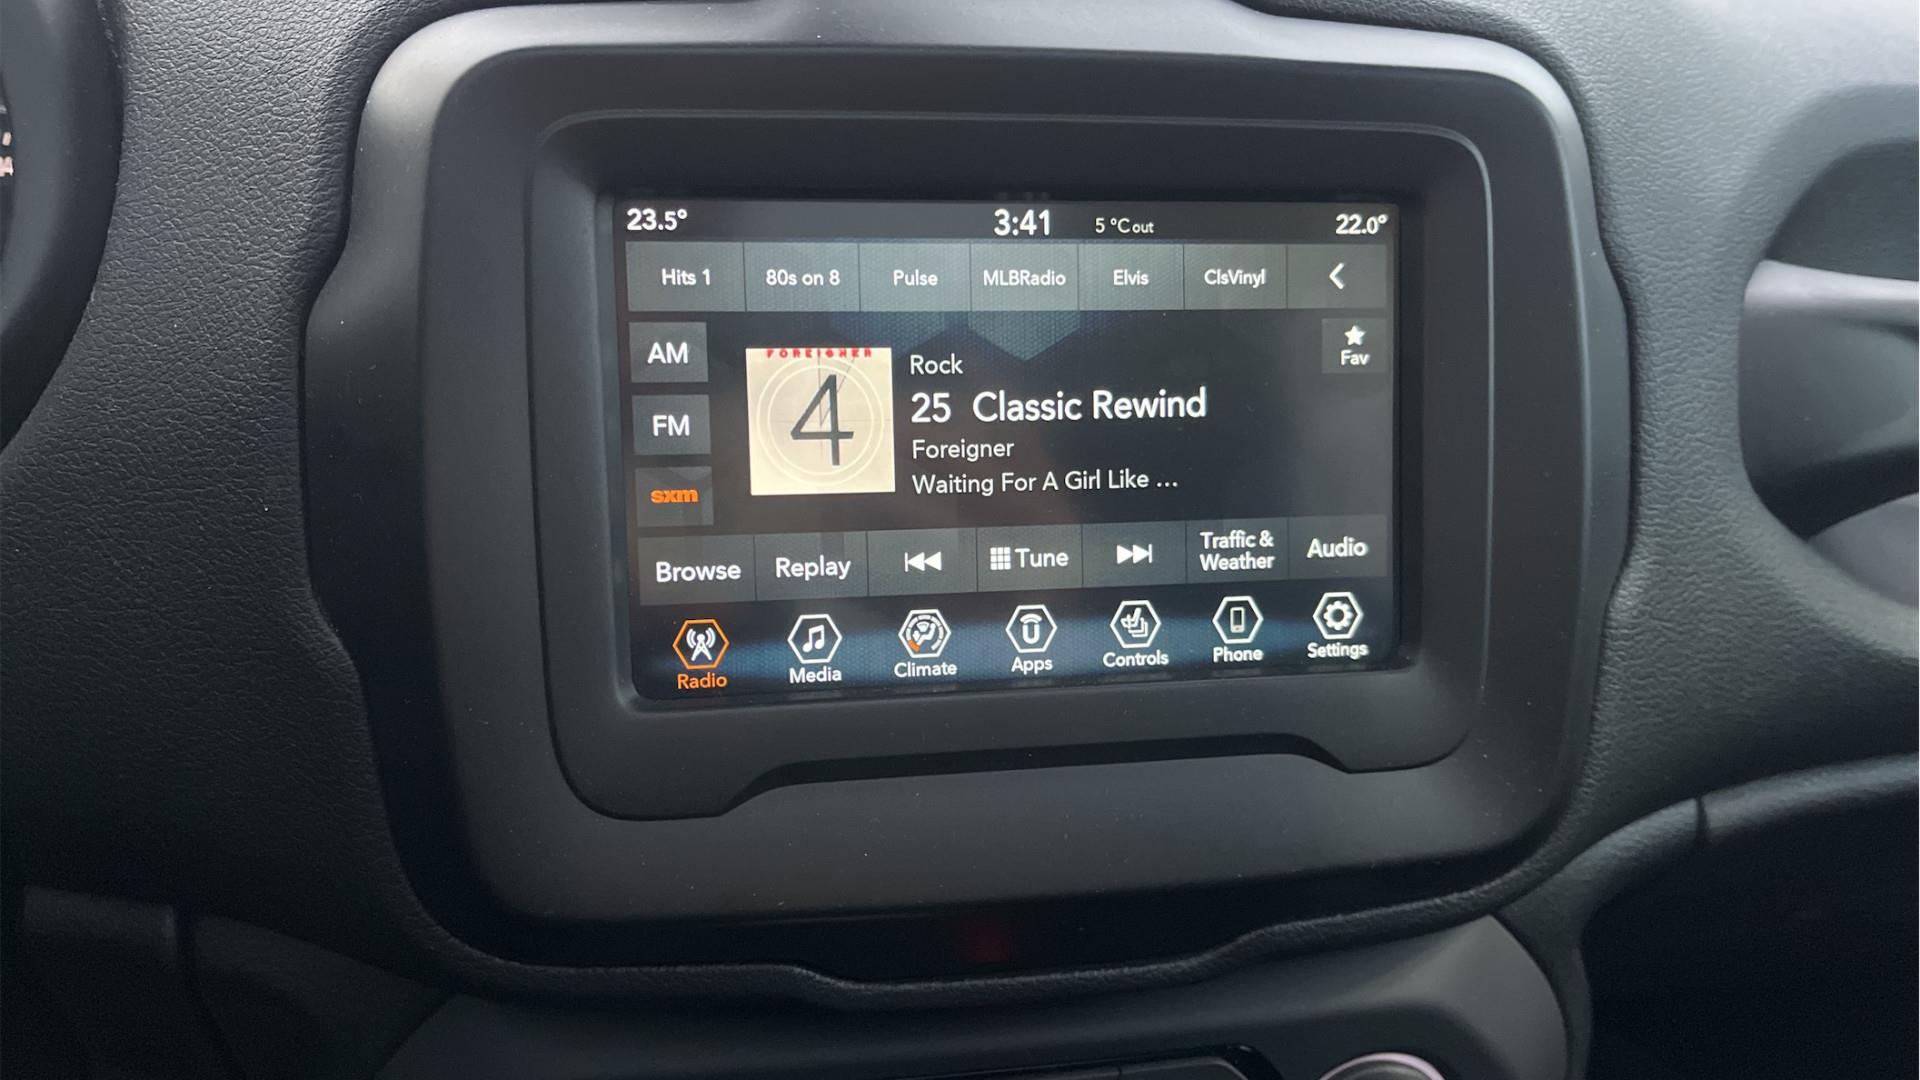 23.5° 3:41 5 °C out 22.0°
Hits 1 80s on 8 Pulse MLBRadio Elvis ClsVinyl
AM
Fav
FOREIGNER
4
Rock
25 Classic Rewind
FM
Foreigner
Waiting For A Girl Like ...
sxm
Browse Replay Tune Traffic & Weather Audio
Radio Media Climate Apps Controls Phone Settings